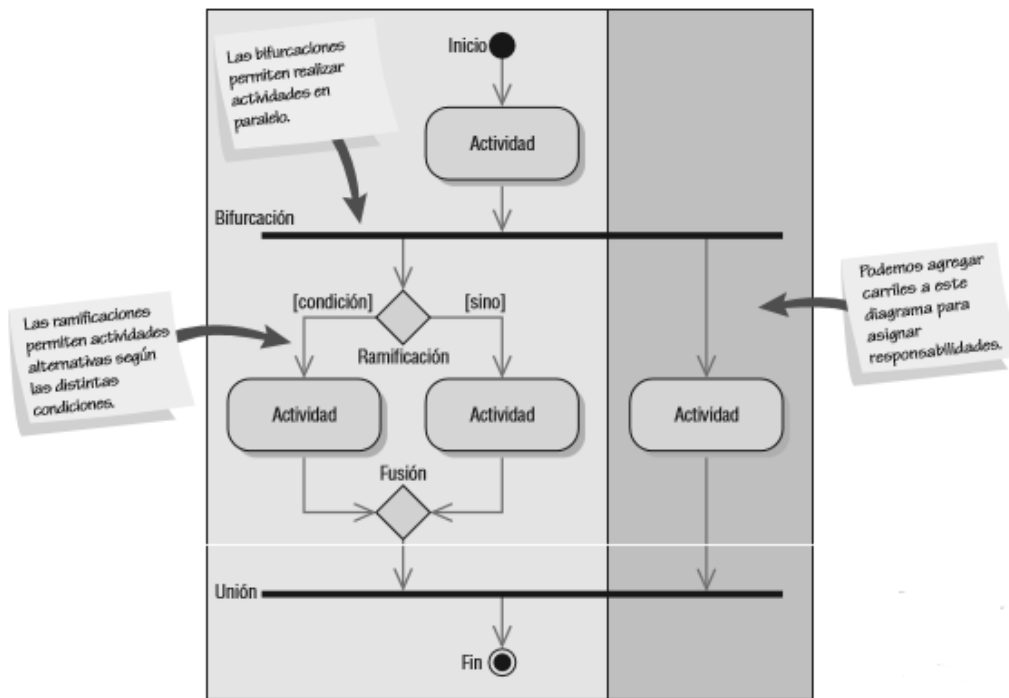 Las bifurcaciones
permiten realizar
actividades en
paralelo.
Inicio
Actividad
Bifurcación
[condición]
[sino]
Ramificación
Las ramificaciones
permiten actividades
alternativas según
las distintas
condiciones.
Podemos agregar
carriles a este
diagrama para
asignar
responsabilidades.
Actividad
Actividad
Actividad
Fusión
Unión
Fin